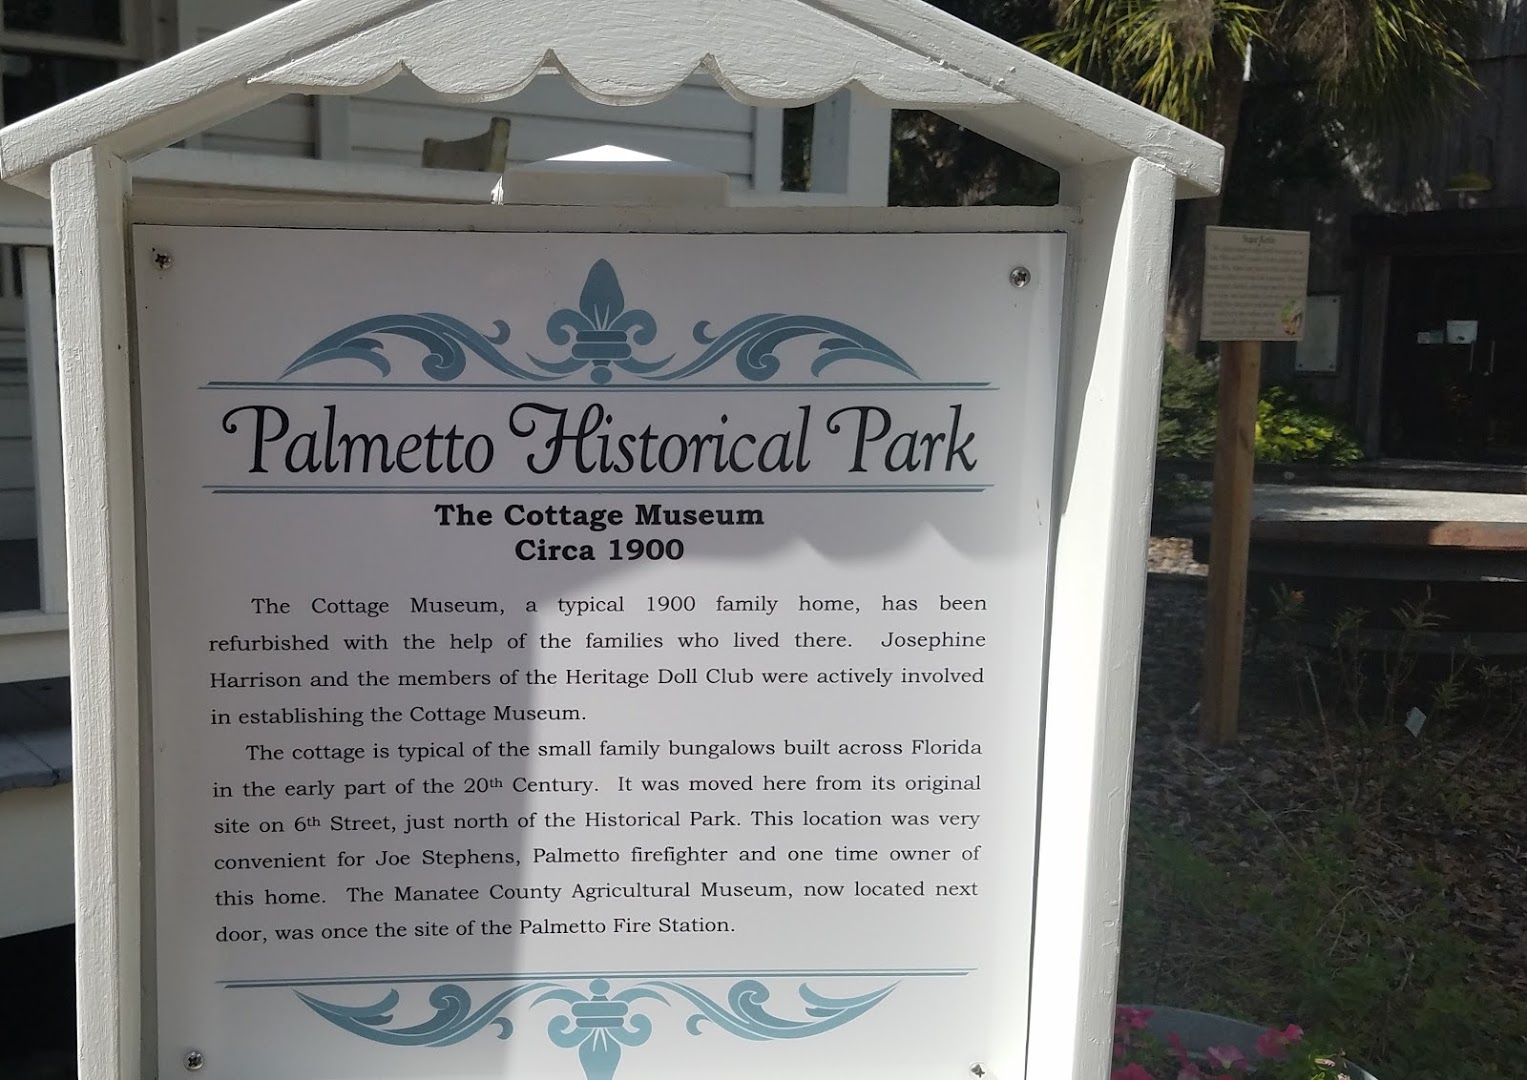 Palmetto Historical Park
The Cottage Museum
Circa 1900
The Cottage Museum, a typical 1900 family home, has been
refurbished with the help of the families who lived there. Josephine
Harrison and the members of the Heritage Doll Club were actively involved
in establishing the Cottage Museum.
The cottage is typical of the small family bungalows built across Florida
in the early part of the 20th Century. It was moved here from its original
site on 6th Street, just north of the Historical Park. This location was very
convenient for Joe Stephens, Palmetto firefighter and one time owner of
this home. The Manatee County Agricultural Museum, now located next
door, was once the site of the Palmetto Fire Station.